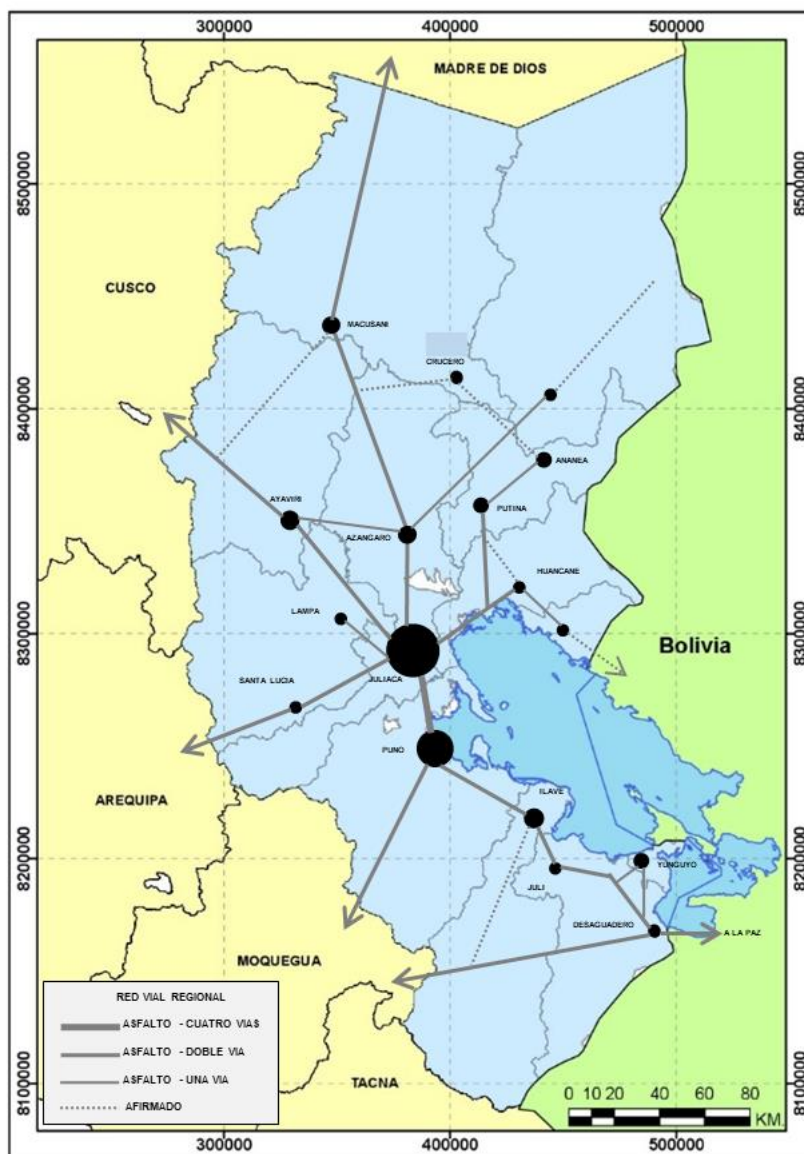 300000
400000
500000
MADRE DE DIOS
8500000
8500000
CUSCO
MACUSANI
CRUCERO
8400000
8400000
ANANEA
AYAVIRI
PUTINA
AZANGARO
HUANCANE
LAMPA
8300000
8300000
Bolivia
SANTA LUCIA
JULIACA
PUNO
AREQUIPA
ILAVE
8200000
8200000
YUNGUYO
JULI
DESAGUADERO
A LA PAZ
MOQUEGUA
RED VIAL REGIONAL
ASFALTO - CUATRO VIAS
ASFALTO - DOBLE VIA
ASFALTO - UNA VIA
AFIRMADO
TACNA
8100000
8100000
0 10 20 40 60 80
KM.
300000
400000
500000